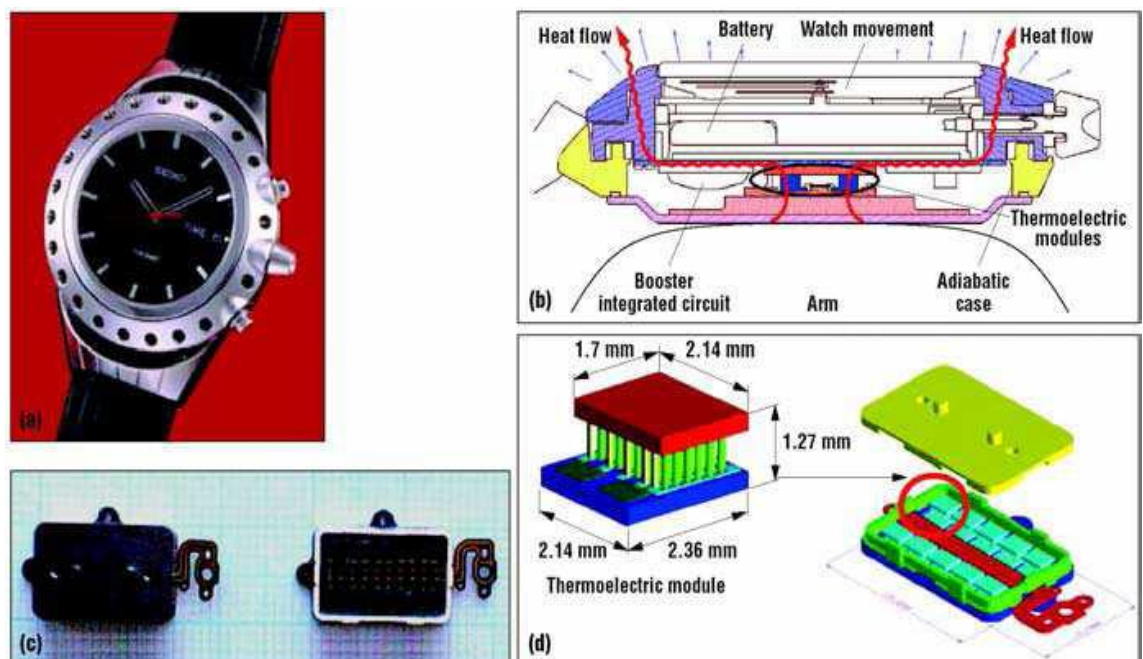 (a)
SEIKO
Heat flow
Battery
Watch movement
Heat flow
Thermoelectric
modules
Booster
integrated circuit
Arm
Adiabatic
case
(b)
(c)
1.7 mm
2.14 mm
1.27 mm
2.14 mm
2.36 mm
Thermoelectric module
(d)